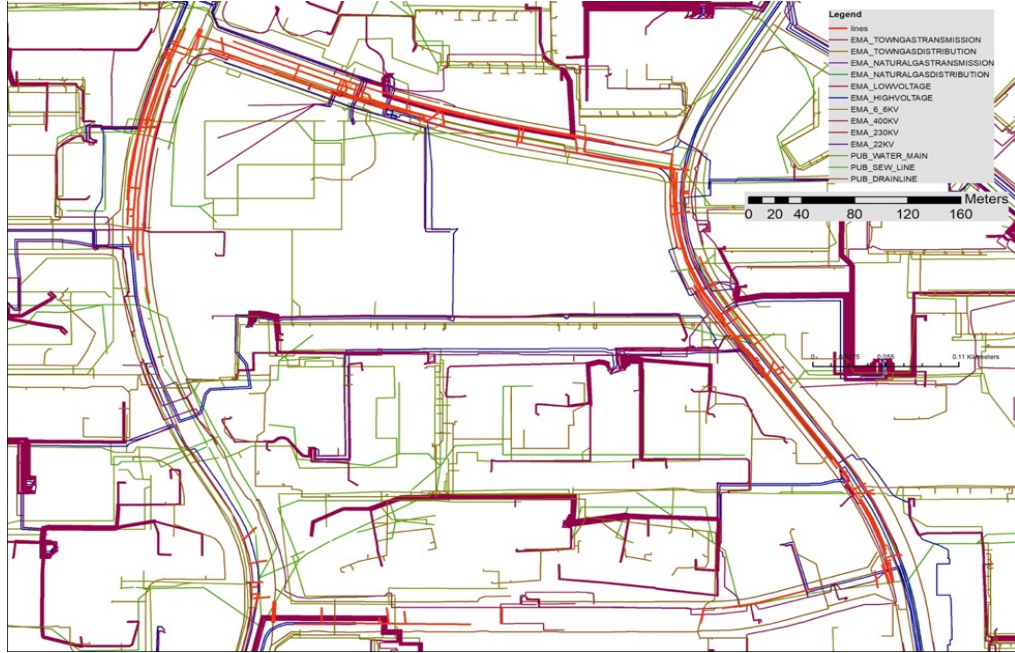 Legend
lines
EMA_TOWNGASTRANSMISSION
EMA_TOWNGASDISTRIBUTION
EMA_NATURALGASTRANSMISSION
EMA_NATURALGASDISTRIBUTION
EMA_LOWVOLTAGE
EMA_HIGHVOLTAGE
EMA_6_6KV
EMA_400KV
EMA_230KV
EMA_22KV
PUB_WATER_MAIN
PUB_SEW_LINE
PUB_DRAINLINE
Meters
0 20 40 80 120 160
0 0.055 0.11 Kilometers